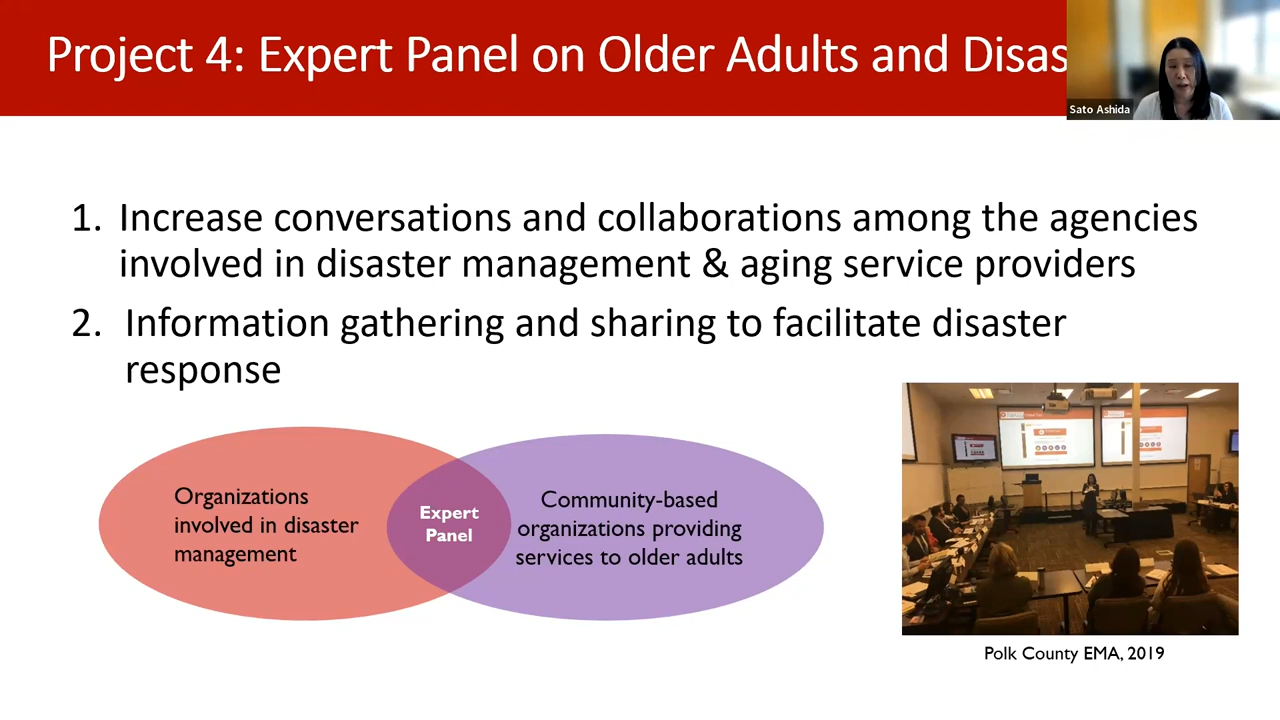 Project 4: Expert Panel on Older Adults and Disas
Sato Ashida
1. Increase conversations and collaborations among the agencies
involved in disaster management & aging service providers
2. Information gathering and sharing to facilitate disaster
response
Organizations
involved in disaster
management
Expert
Panel
Community-based
organizations providing
services to older adults
Polk County EMA, 2019